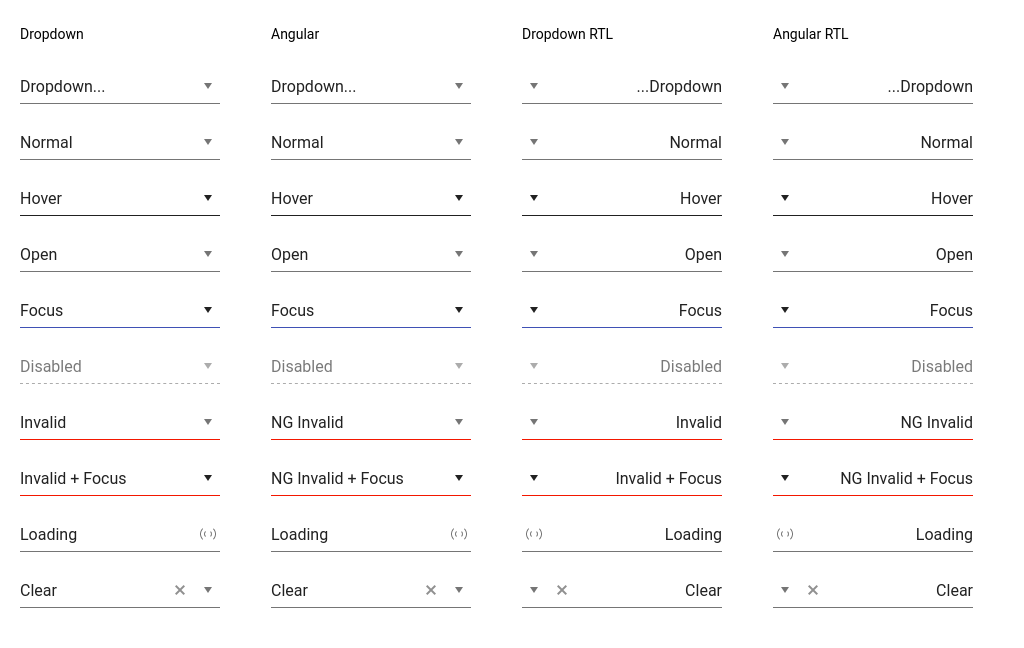 Dropdown Angular Dropdown RTL Angular RTL
Dropdown... Dropdown... ...Dropdown ...Dropdown
Normal Normal Normal Normal
Hover Hover Hover Hover
Open Open Open Open
Focus Focus Focus Focus
Disabled Disabled Disabled Disabled
Invalid NG Invalid Invalid NG Invalid
Invalid + Focus NG Invalid + Focus Invalid + Focus NG Invalid + Focus
Loading Loading Loading Loading
Clear Clear Clear Clear